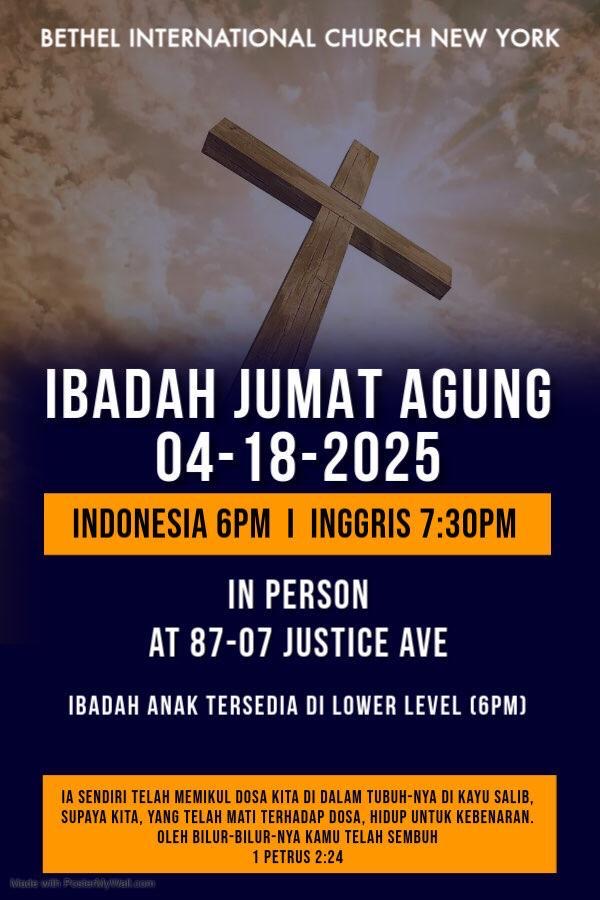 BETHEL INTERNATIONAL CHURCH NEW YORK
IBADAH JUMAT AGUNG
04-18-2025
INDONESIA 6PM I INGGRIS 7:30PM
IN PERSON
AT 87-07 JUSTICE AVE
IBADAH ANAK TERSEDIA DI LOWER LEVEL (6PM)
IA SENDIRI TELAH MEMIKUL DOSA KITA DI DALAM TUBUH-NYA DI KAYU SALIB,
SUPAYA KITA, YANG TELAH MATI TERHADAP DOSA, HIDUP UNTUK KEBENARAN.
OLEH BILUR-BILUR-NYA KAMU TELAH SEMBUH
1 PETRUS 2:24
Made with PosterMyWall.com